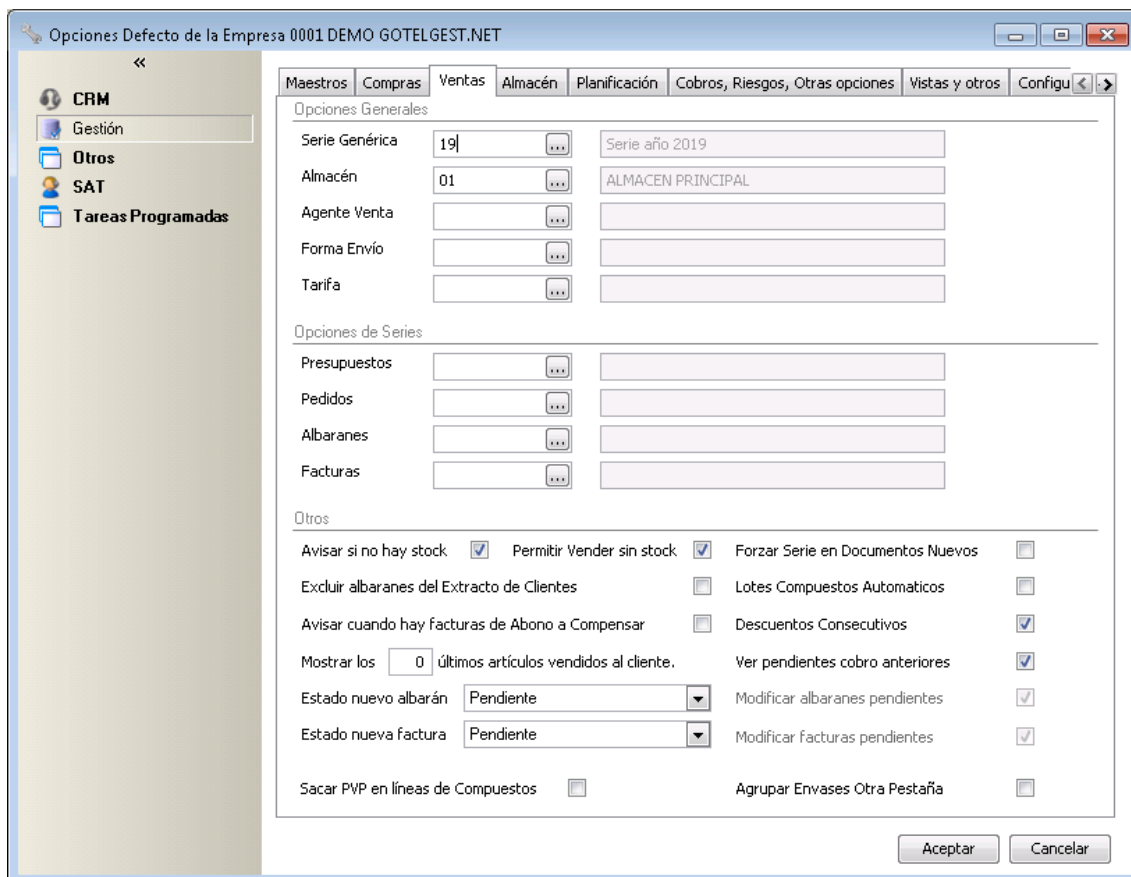 Opciones Defecto de la Empresa 0001 DEMO GOTELGEST.NET
«
CRM
Gestión
Otros
SAT
Tareas Programadas
Maestros Compras Ventas Almacén Planificación Cobros, Riesgos, Otras opciones Vistas y otros Configu
Opciones Generales
Serie Genérica 19 ... Serie año 2019
Almacén 01 ... ALMACEN PRINCIPAL
Agente Venta ...
Forma Envío ...
Tarifa ...
Opciones de Series
Presupuestos ...
Pedidos ...
Albaranes ...
Facturas ...
Otros
Avisar si no hay stock Permitir Vender sin stock Forzar Serie en Documentos Nuevos
Excluir albaranes del Extracto de Clientes Lotes Compuestos Automaticos
Avisar cuando hay facturas de Abono a Compensar Descuentos Consecutivos
Mostrar los 0 últimos artículos vendidos al cliente. Ver pendientes cobro anteriores
Estado nuevo albarán Pendiente Modificar albaranes pendientes
Estado nueva factura Pendiente Modificar facturas pendientes
Sacar PVP en líneas de Compuestos Agrupar Envases Otra Pestaña
Aceptar Cancelar